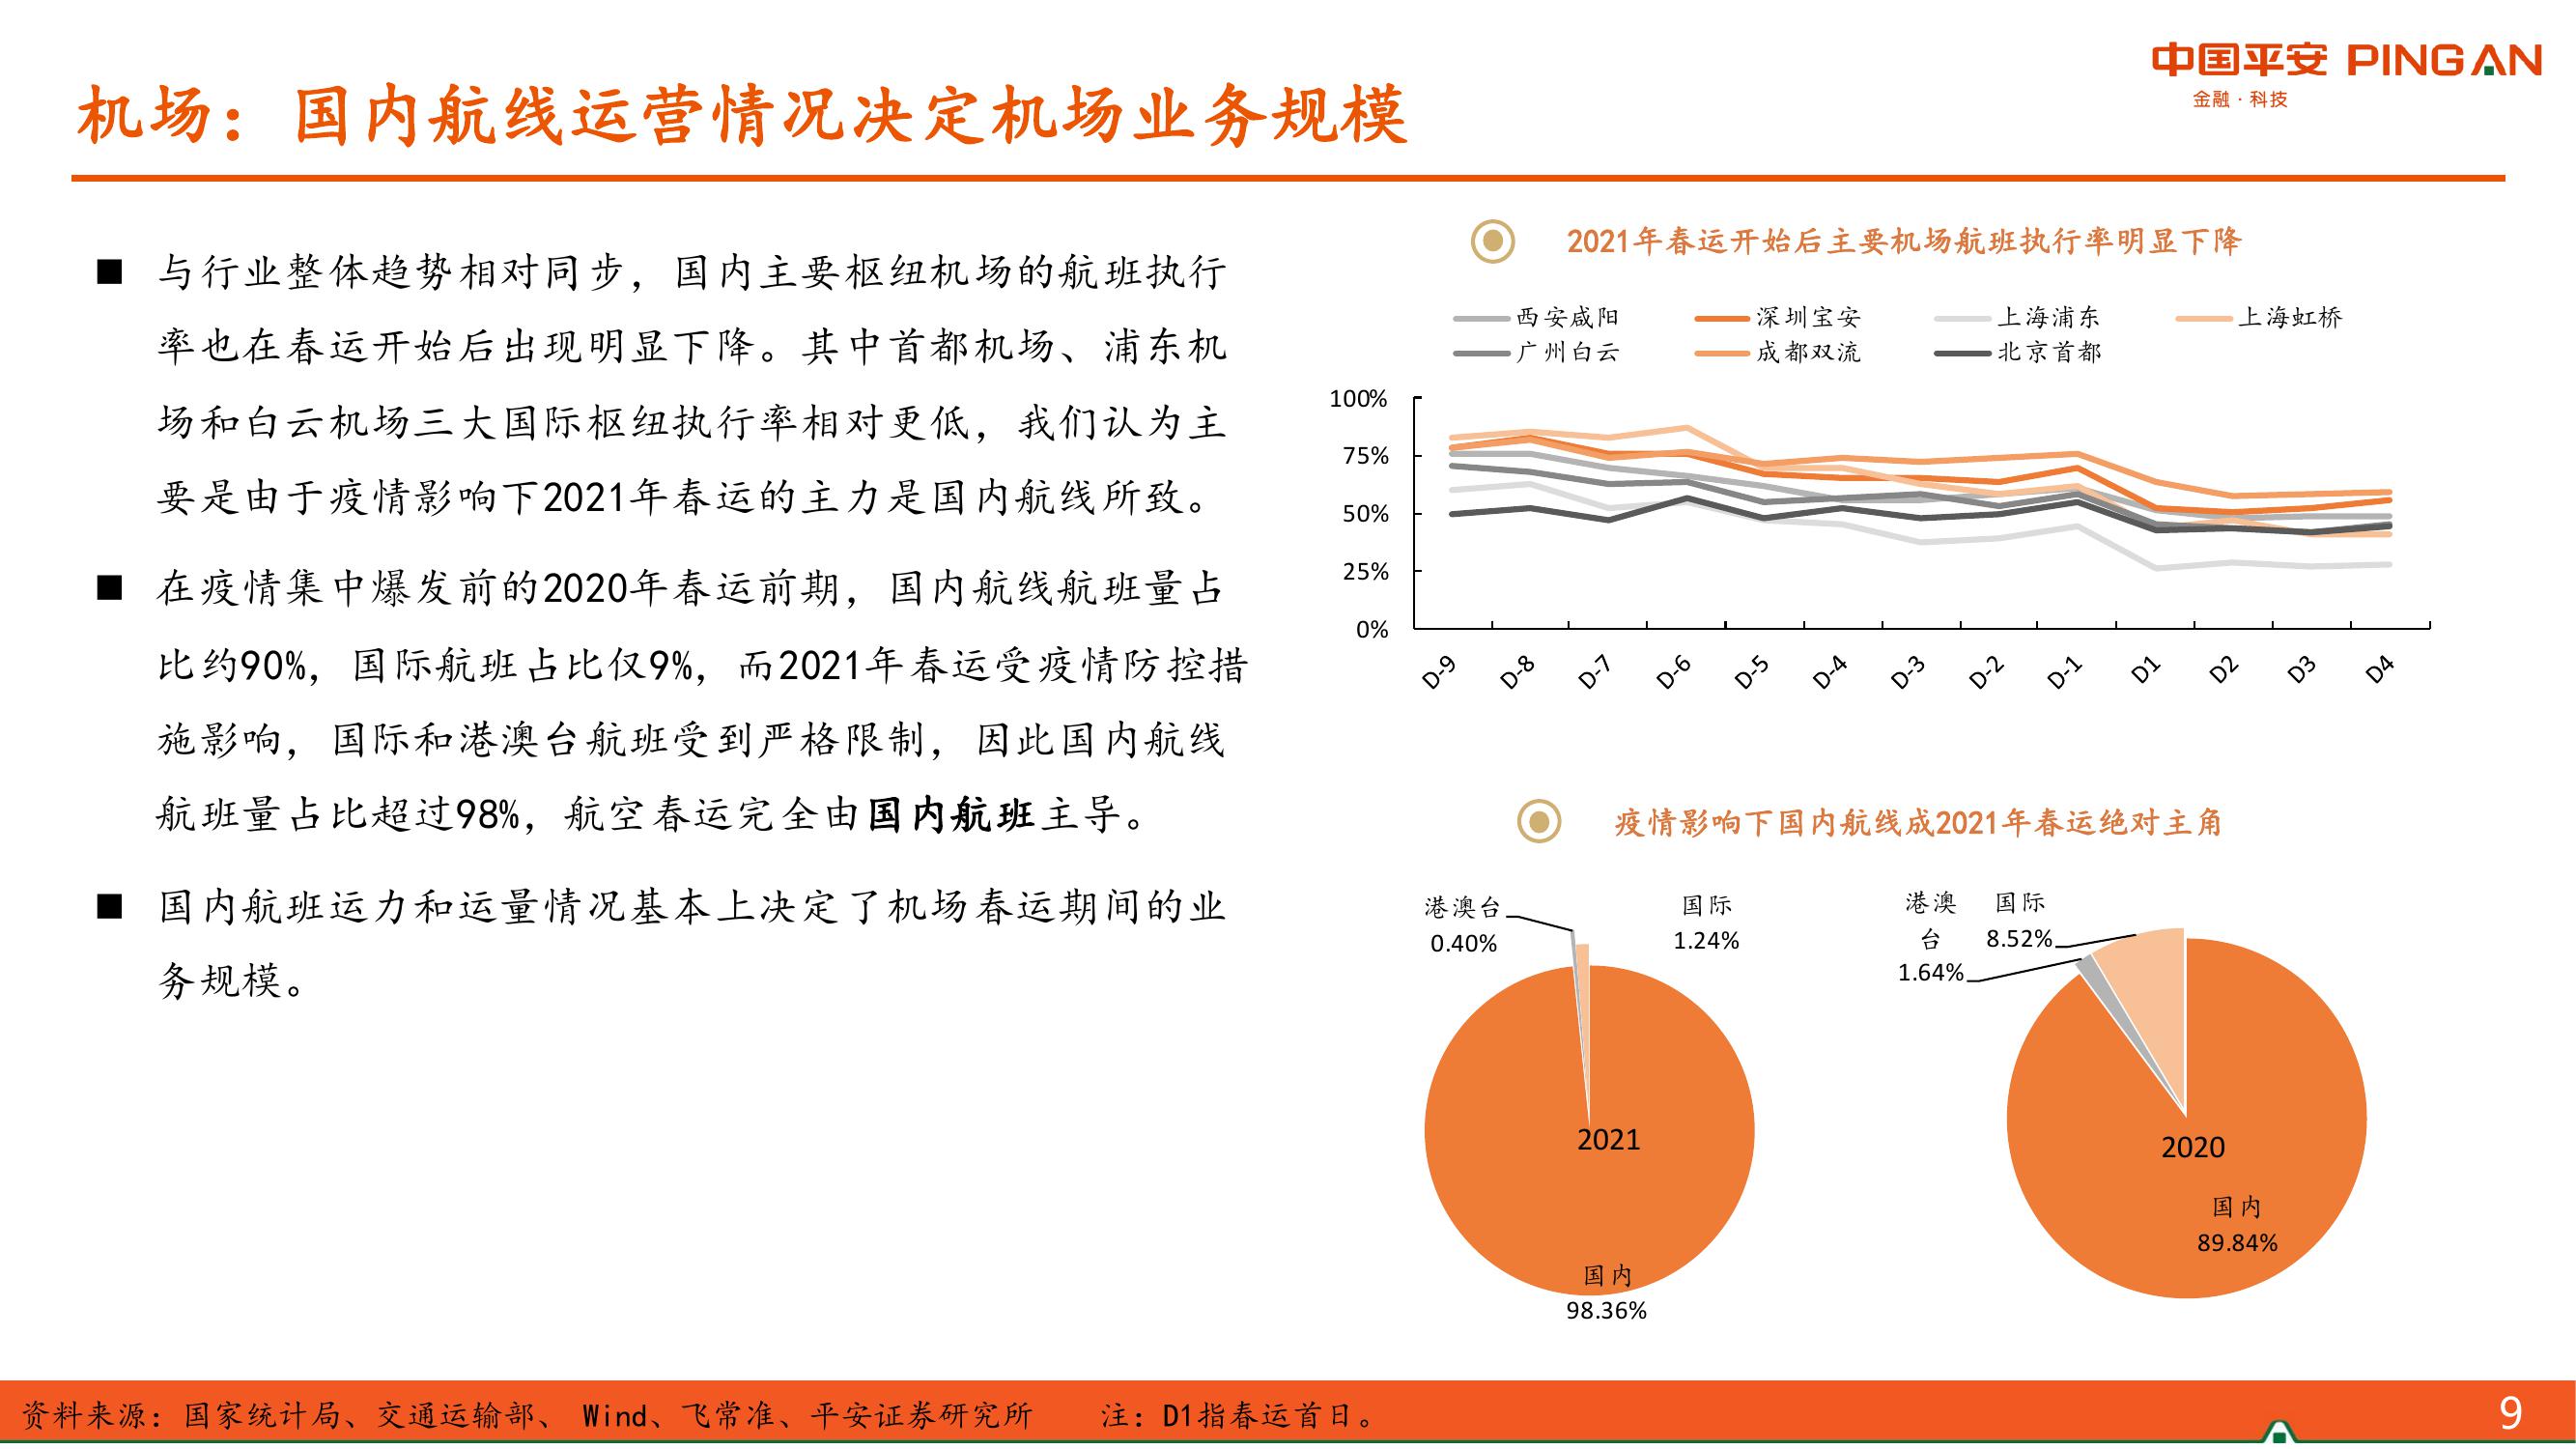 中国平安 PING AN
金融·科技
机场：国内航线运营情况决定机场业务规模
■ 与行业整体趋势相对同步，国内主要枢纽机场的航班执行
率也在春运开始后出现明显下降。其中首都机场、浦东机
场和白云机场三大国际枢纽执行率相对更低，我们认为主
要是由于疫情影响下2021年春运的主力是国内航线所致。
■ 在疫情集中爆发前的2020年春运前期，国内航线航班量占
比约90%，国际航班占比仅9%，而2021年春运受疫情防控措
施影响，国际和港澳台航班受到严格限制，因此国内航线
航班量占比超过98%，航空春运完全由国内航班主导。
■ 国内航班运力和运量情况基本上决定了机场春运期间的业
务规模。
2021年春运开始后主要机场航班执行率明显下降
西安咸阳 深圳宝安 上海浦东 上海虹桥
广州白云 成都双流 北京首都
100%
75%
50%
25%
0%
D-9 D-8 D-7 D-6 D-5 D-4 D-3 D-2 D-1 D1 D2 D3 D4
疫情影响下国内航线成2021年春运绝对主角
港澳台
0.40%
国际
1.24%
2021
国内
98.36%
港澳
台
1.64%
国际
8.52%
2020
国内
89.84%
资料来源：国家统计局、交通运输部、 Wind、飞常准、平安证券研究所 注：D1指春运首日。
9